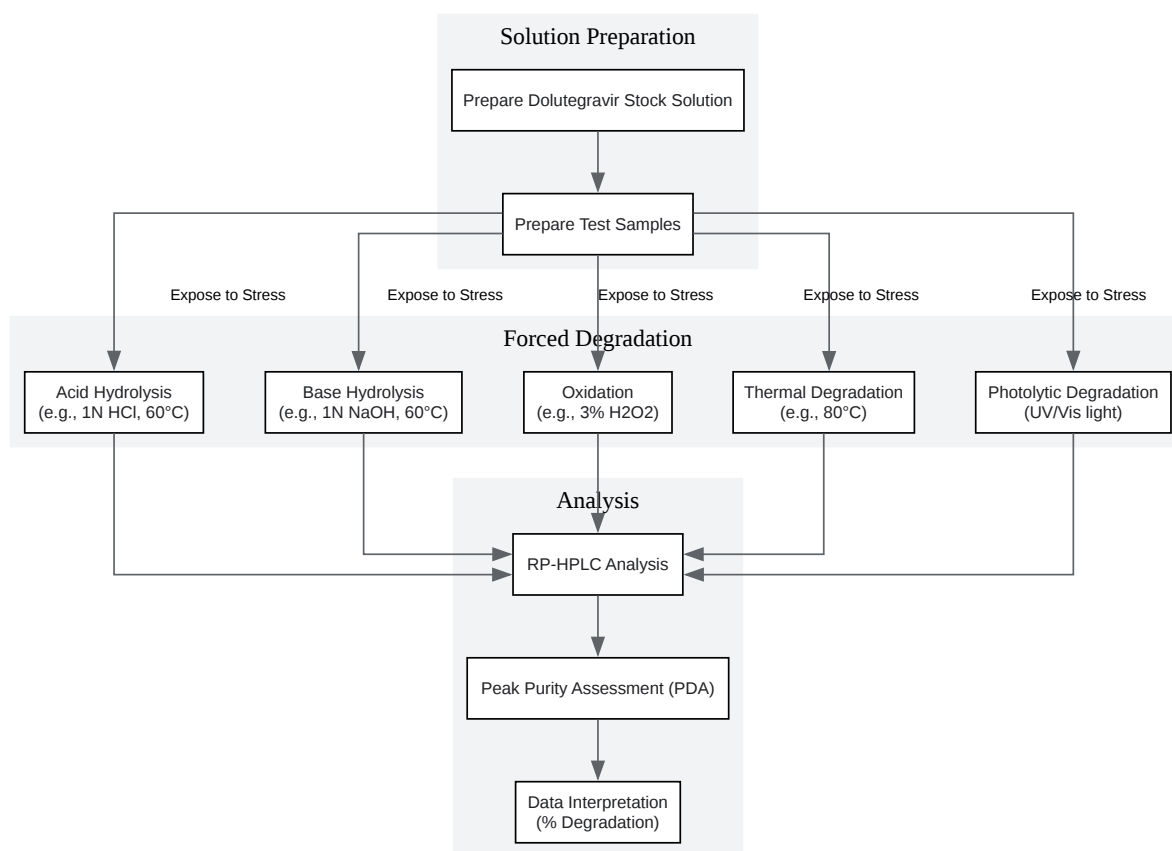 Solution Preparation
Prepare Dolutegravir Stock Solution
Prepare Test Samples
Expose to Stress
Expose to Stress
Expose to Stress
Expose to Stress
Expose to Stress
Forced Degradation
Acid Hydrolysis
(e.g., 1N HCl, 60°C)
Base Hydrolysis
(e.g., 1N NaOH, 60°C)
Oxidation
(e.g., 3% H2O2)
Thermal Degradation
(e.g., 80°C)
Photolytic Degradation
(UV/Vis light)
Analysis
RP-HPLC Analysis
Peak Purity Assessment (PDA)
Data Interpretation
(% Degradation)